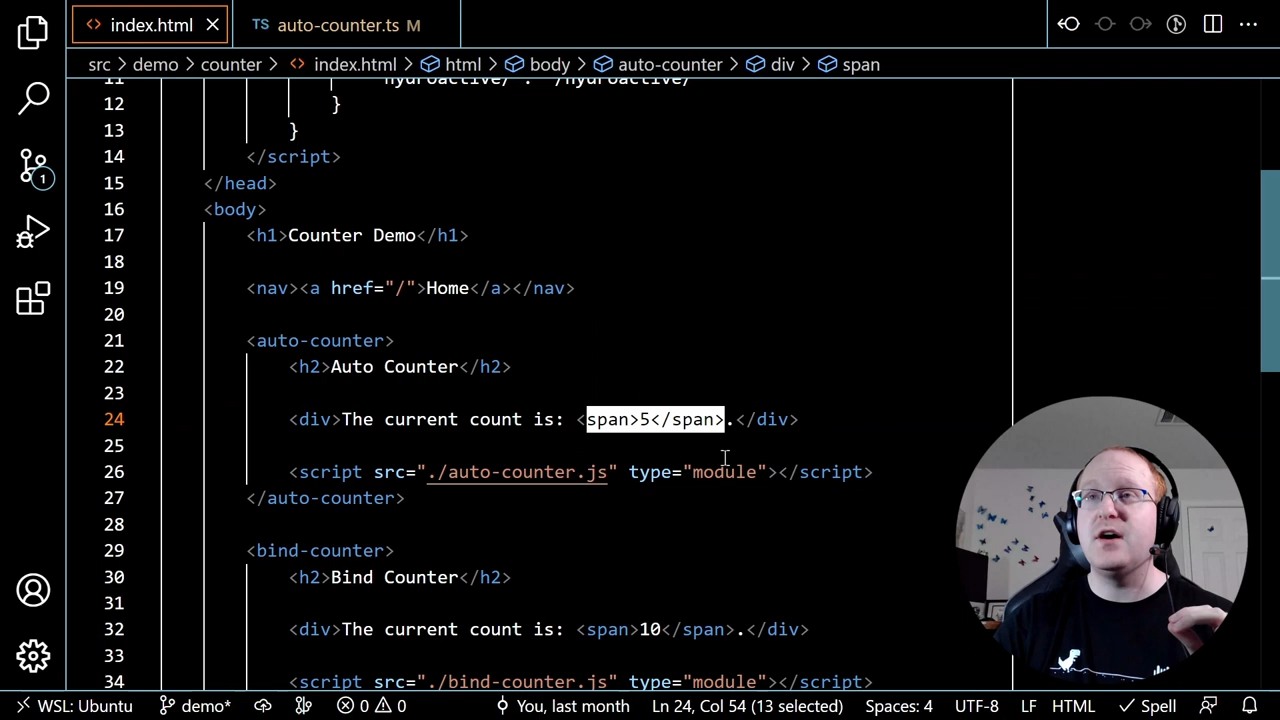 index.html
TS auto-counter.ts M
src > demo > counter > <> index.html > html > body > auto-counter > div > span
hydroactive/ : /hydroactive/
12 }
13 }
14 </script>
15 </head>
16 <body>
17 <h1>Counter Demo</h1>
18
19 <nav><a href="/">Home</a></nav>
20
21 <auto-counter>
22 <h2>Auto Counter</h2>
23
24 <div>The current count is: <span>5</span>.</div>
25
26 <script src="./auto-counter.js" type="module"></script>
27 </auto-counter>
28
29 <bind-counter>
30 <h2>Bind Counter</h2>
31
32 <div>The current count is: <span>10</span>.</div>
33
34 <script src="./bind-counter.js" type="module"></script>
1
WSL: Ubuntu demo* 0 0 You, last month Ln 24, Col 54 (13 selected) Spaces: 4 UTF-8 LF HTML Spell